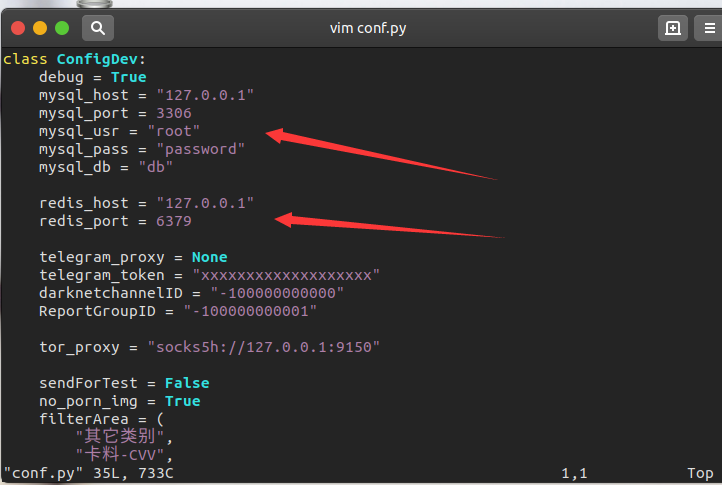 vim conf.py
class ConfigDev:
debug = True
mysql_host = "127.0.0.1"
mysql_port = 3306
mysql_usr = "root"
mysql_pass = "password"
mysql_db = "db"
redis_host = "127.0.0.1"
redis_port = 6379
telegram_proxy = None
telegram_token = "xxxxxxxxxxxxxxxxxxx"
darknetchannelID = "-100000000000"
ReportGroupID = "-100000000001"
tor_proxy = "socks5h://127.0.0.1:9150"
sendForTest = False
no_porn_img = True
filterArea = (
"其它类别",
"卡料-CVV",
"conf.py" 35L, 733C 1,1 Top